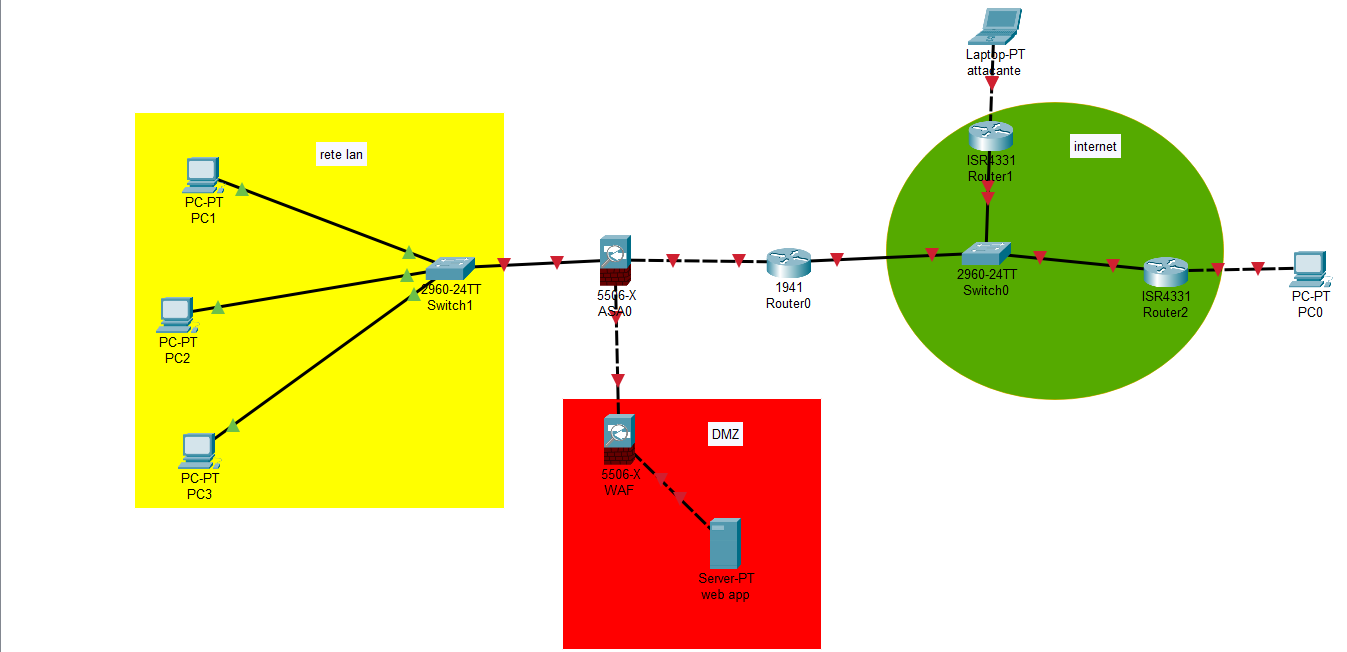 Laptop-PT
attacante
ISR4331
Router1
internet
rete lan
PC-PT
PC1
2960-24TT
Switch1
PC-PT
PC2
PC-PT
PC3
5506-X
ASA0
1941
Router0
2960-24TT
Switch0
ISR4331
Router2
PC-PT
PC0
DMZ
5506-X
WAF
Server-PT
web app